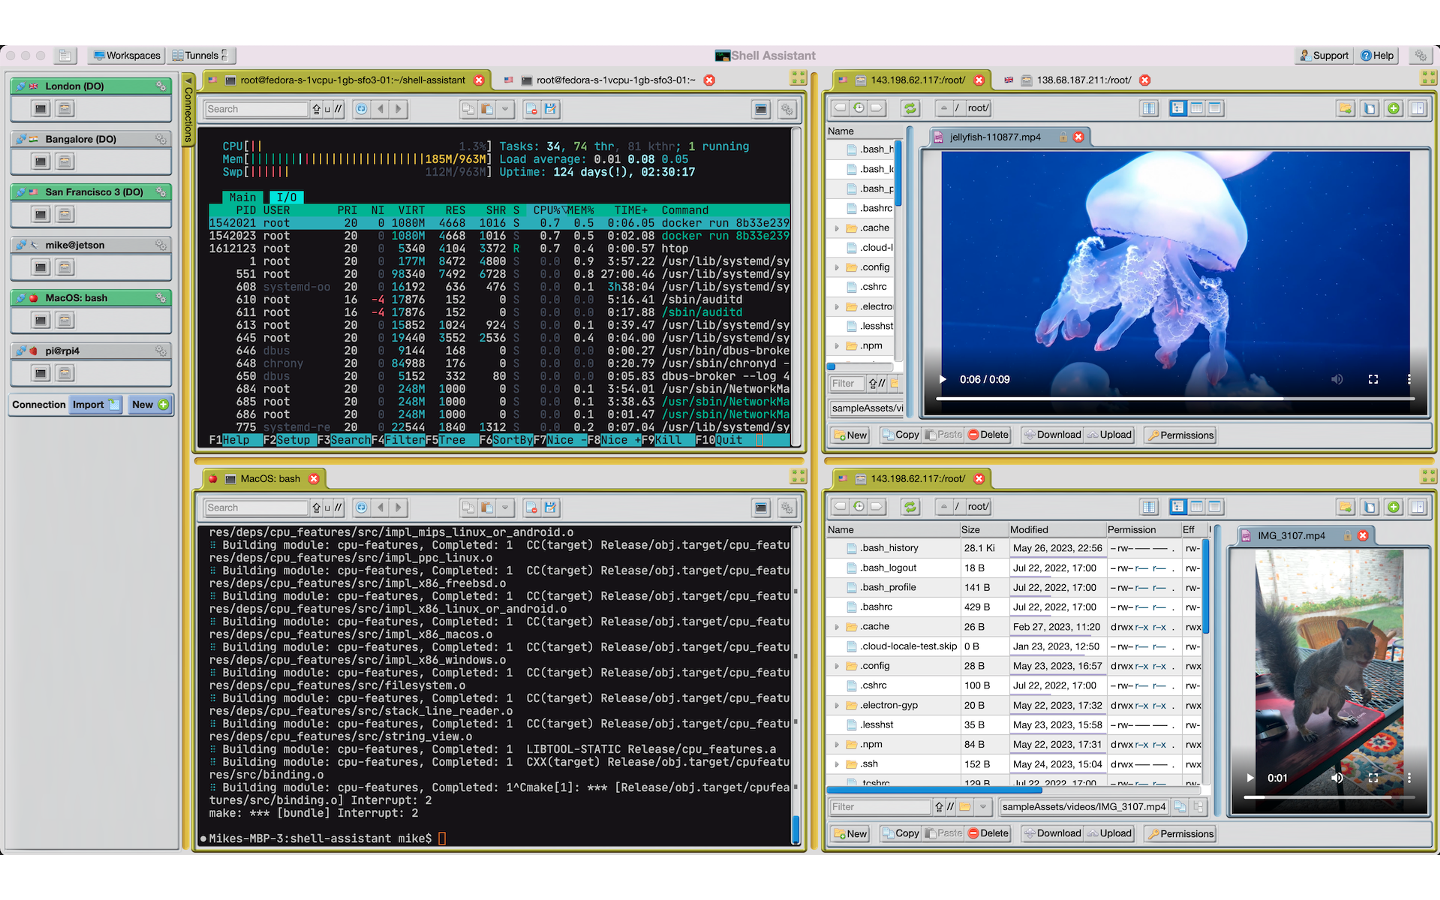 Workspaces Tunnels
Shell Assistant
Support Help
London (DO)
Bangalore (DO)
San Francisco 3 (DO)
mike@jetson
MacOS: bash
pi@rpi4
Connection Import New
Connections
root@fedora-s-1vcpu-1gb-sfo3-01:~/shell-assistant root@fedora-s-1vcpu-1gb-sfo3-01:~
Search u //
CPU[|| 1.3%] Tasks: 34, 74 thr, 81 kthr; 1 running
Mem[ 185M/963M] Load average: 0.01 0.08 0.05
Swp[|||||| 112M/963M] Uptime: 124 days(!), 02:30:17
Main I/O
PID USER PRI NI VIRT RES SHR S CPU%▽MEM% TIME+ Command
1542021 root 20 0 1080M 4668 1016 S 0.7 0.5 0:06.05 docker run 8b33e239
1542023 root 20 0 1080M 4668 1016 S 0.7 0.5 0:02.08 docker run 8b33e239
1612123 root 20 0 5340 4104 3372 R 0.7 0.4 0:00.57 htop
1 root 20 0 177M 8472 4800 S 0.0 0.9 3:57.22 /usr/lib/systemd/sy
551 root 20 0 98340 7492 6728 S 0.0 0.8 27:00.46 /usr/lib/systemd/sy
608 systemd-oo 20 0 16192 636 476 S 0.0 0.1 3h38:04 /usr/lib/systemd/sy
610 root 16 -4 17876 152 0 S 0.0 0.0 5:16.41 /sbin/auditd
611 root 16 -4 17876 152 0 S 0.0 0.0 0:17.88 /sbin/auditd
613 root 20 0 15852 1024 924 S 0.0 0.1 0:39.47 /usr/lib/systemd/sy
645 root 20 0 19440 3552 2536 S 0.0 0.4 0:04.00 /usr/lib/systemd/sy
646 dbus 20 0 9144 168 0 S 0.0 0.0 0:00.27 /usr/bin/dbus-broke
648 chrony 20 0 84988 176 0 S 0.0 0.0 0:20.79 /usr/sbin/chronyd -
650 dbus 20 0 5152 332 80 S 0.0 0.0 0:05.83 dbus-broker --log 4
684 root 20 0 248M 1000 0 S 0.0 0.1 3:54.01 /usr/sbin/NetworkMa
685 root 20 0 248M 1000 0 S 0.0 0.1 3:38.63 /usr/sbin/NetworkMa
686 root 20 0 248M 1000 0 S 0.0 0.1 0:01.47 /usr/sbin/NetworkMa
775 systemd-re 20 0 22544 1840 1312 S 0.0 0.2 0:07.04 /usr/lib/systemd/sy
F1Help F2Setup F3SearchF4FilterF5Tree F6SortByF7Nice -F8Nice +F9Kill F10Quit
143.198.62.117:/root/ 138.68.187.211:/root/
/ root/
Name
.bash_h
.bash_lo
.bash_p
.bashrc
.cache
.cloud-l
.config
.cshrc
.electron
.lesshst
.npm
Filter //
sampleAssets/vi
jellyfish-110877.mp4
0:06 / 0:09
New Copy Paste Delete Download Upload Permissions
MacOS: bash
Search u //
res/deps/cpu_features/src/impl_mips_linux_or_android.o
⠿ Building module: cpu-features, Completed: 1 CC(target) Release/obj.target/cpu_featu
res/deps/cpu_features/src/impl_ppc_linux.o
⠿ Building module: cpu-features, Completed: 1 CC(target) Release/obj.target/cpu_featu
res/deps/cpu_features/src/impl_x86_freebsd.o
⠿ Building module: cpu-features, Completed: 1 CC(target) Release/obj.target/cpu_featu
res/deps/cpu_features/src/impl_x86_linux_or_android.o
⠿ Building module: cpu-features, Completed: 1 CC(target) Release/obj.target/cpu_featu
res/deps/cpu_features/src/impl_x86_macos.o
⠿ Building module: cpu-features, Completed: 1 CC(target) Release/obj.target/cpu_featu
res/deps/cpu_features/src/impl_x86_windows.o
⠿ Building module: cpu-features, Completed: 1 CC(target) Release/obj.target/cpu_featu
res/deps/cpu_features/src/filesystem.o
⠿ Building module: cpu-features, Completed: 1 CC(target) Release/obj.target/cpu_featu
res/deps/cpu_features/src/stack_line_reader.o
⠿ Building module: cpu-features, Completed: 1 CC(target) Release/obj.target/cpu_featu
res/deps/cpu_features/src/string_view.o
⠿ Building module: cpu-features, Completed: 1 LIBTOOL-STATIC Release/cpu_features.a
⠿ Building module: cpu-features, Completed: 1 CXX(target) Release/obj.target/cpufeatu
res/src/binding.o
⠿ Building module: cpu-features, Completed: 1^Cmake[1]: *** [Release/obj.target/cpufea
tures/src/binding.o] Interrupt: 2
make: *** [bundle] Interrupt: 2
Mikes-MBP-3:shell-assistant mike$
143.198.62.117:/root/
/ root/
Name Size Modified Permission Eff
.bash_history 28.1 Ki May 26, 2023, 22:56 -rw------- . rw-
.bash_logout 18 B Jul 22, 2022, 17:00 -rw-r--r-- . rw-
.bash_profile 141 B Jul 22, 2022, 17:00 -rw-r--r-- . rw-
.bashrc 429 B Jul 22, 2022, 17:00 -rw-r--r-- . rw-
.cache 26 B Feb 27, 2023, 11:20 drwxr-xr-x . rwx
.cloud-locale-test.skip 0 B Jan 23, 2023, 12:50 -rw-r--r-- . rw-
.config 28 B May 23, 2023, 16:57 drwxr-xr-x . rwx
.cshrc 100 B Jul 22, 2022, 17:00 -rw-r--r-- . rw-
.electron-gyp 20 B May 22, 2023, 17:32 drwxr-xr-x . rwx
.lesshst 35 B May 23, 2023, 15:58 -rw------- . rw-
.npm 84 B May 22, 2023, 17:31 drwxr-xr-x . rwx
.ssh 152 B May 24, 2023, 15:04 drwx------ . rwx
.tcshrc 129 B Jul 22, 2022, 17:00 -rw-r--r-- . rw-
Filter // sampleAssets/videos/IMG_3107.mp4
IMG_3107.mp4
0:01
New Copy Paste Delete Download Upload Permissions